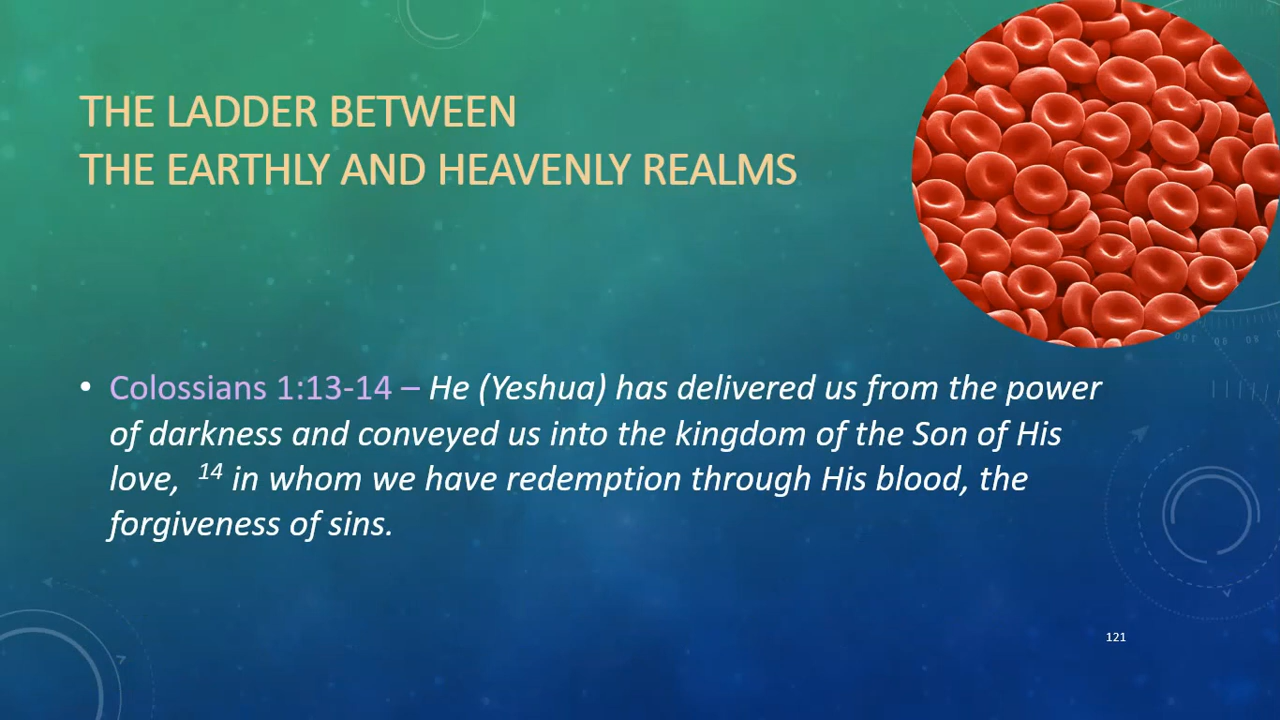 THE LADDER BETWEEN
THE EARTHLY AND HEAVENLY REALMS
• Colossians 1:13-14 – He (Yeshua) has delivered us from the power
of darkness and conveyed us into the kingdom of the Son of His
love, 14 in whom we have redemption through His blood, the
forgiveness of sins.
121